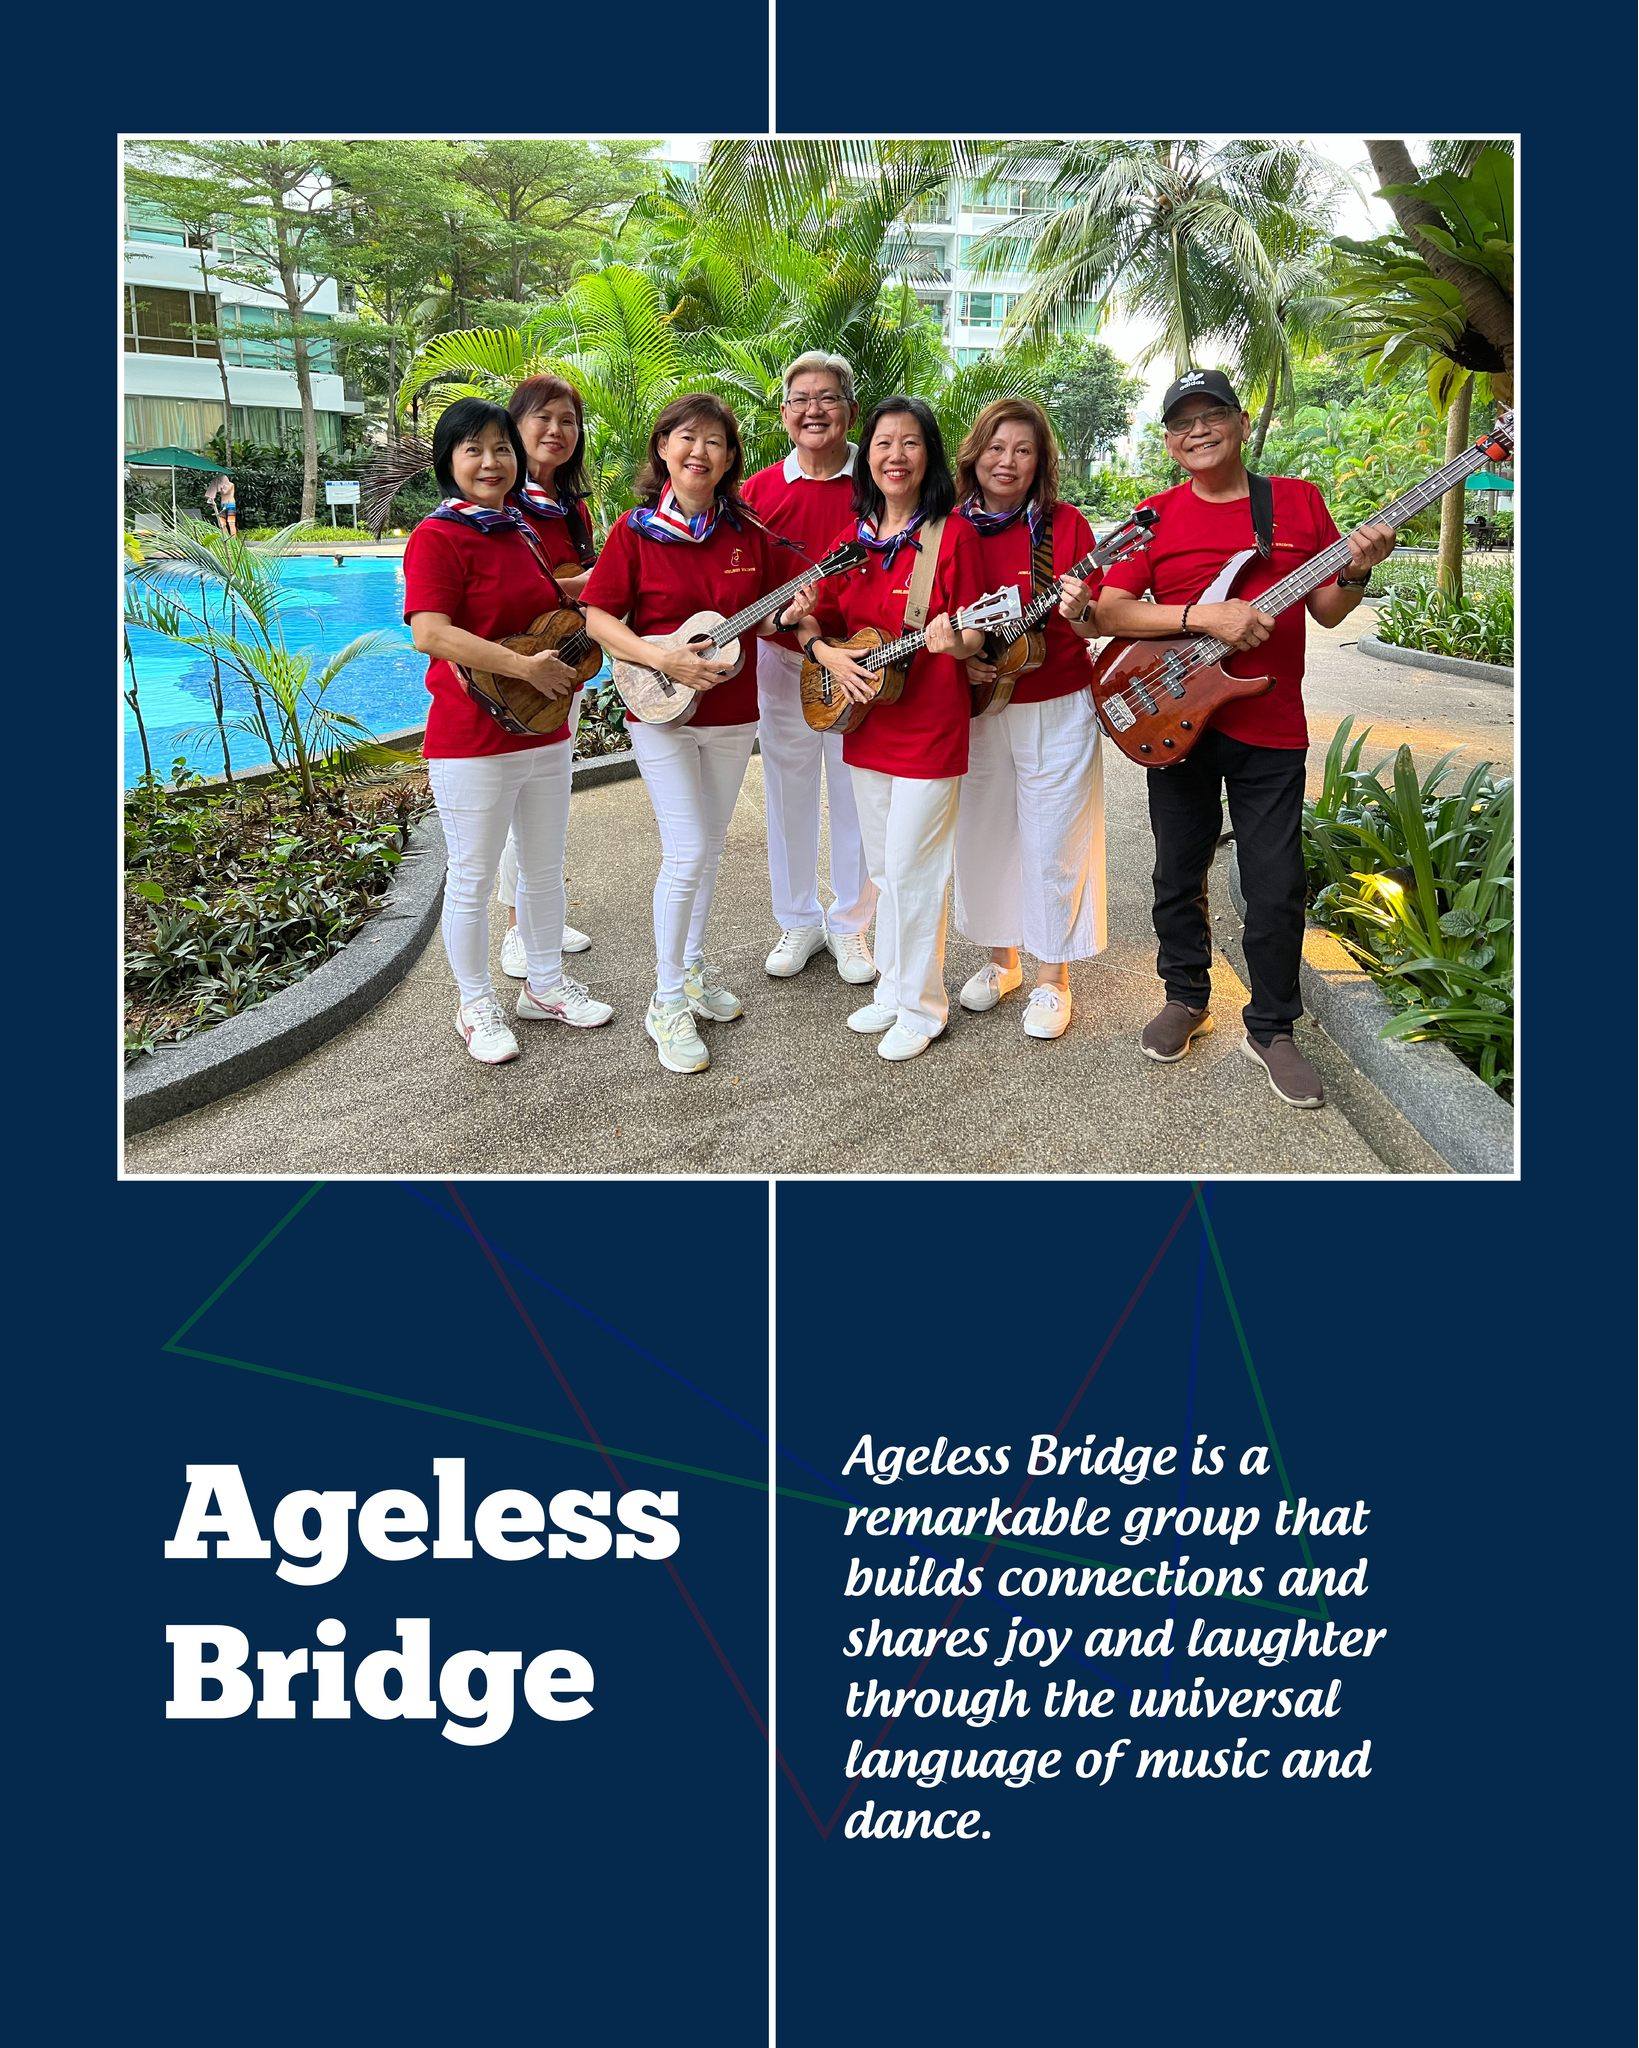 adidas
Ageless
Bridge
Ageless Bridge is a
remarkable group that
builds connections and
shares joy and laughter
through the universal
language of music and
dance.